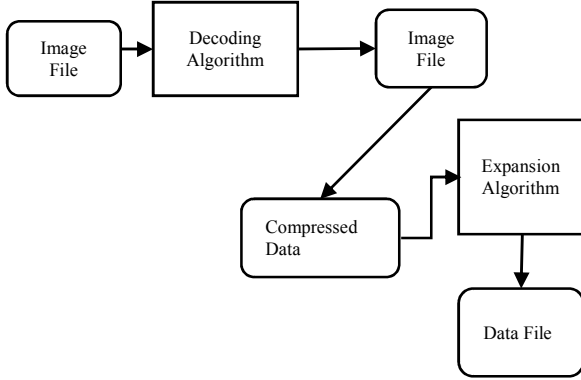 Image
File
Decoding
Algorithm
Image
File
Expansion
Algorithm
Compressed
Data
Data File